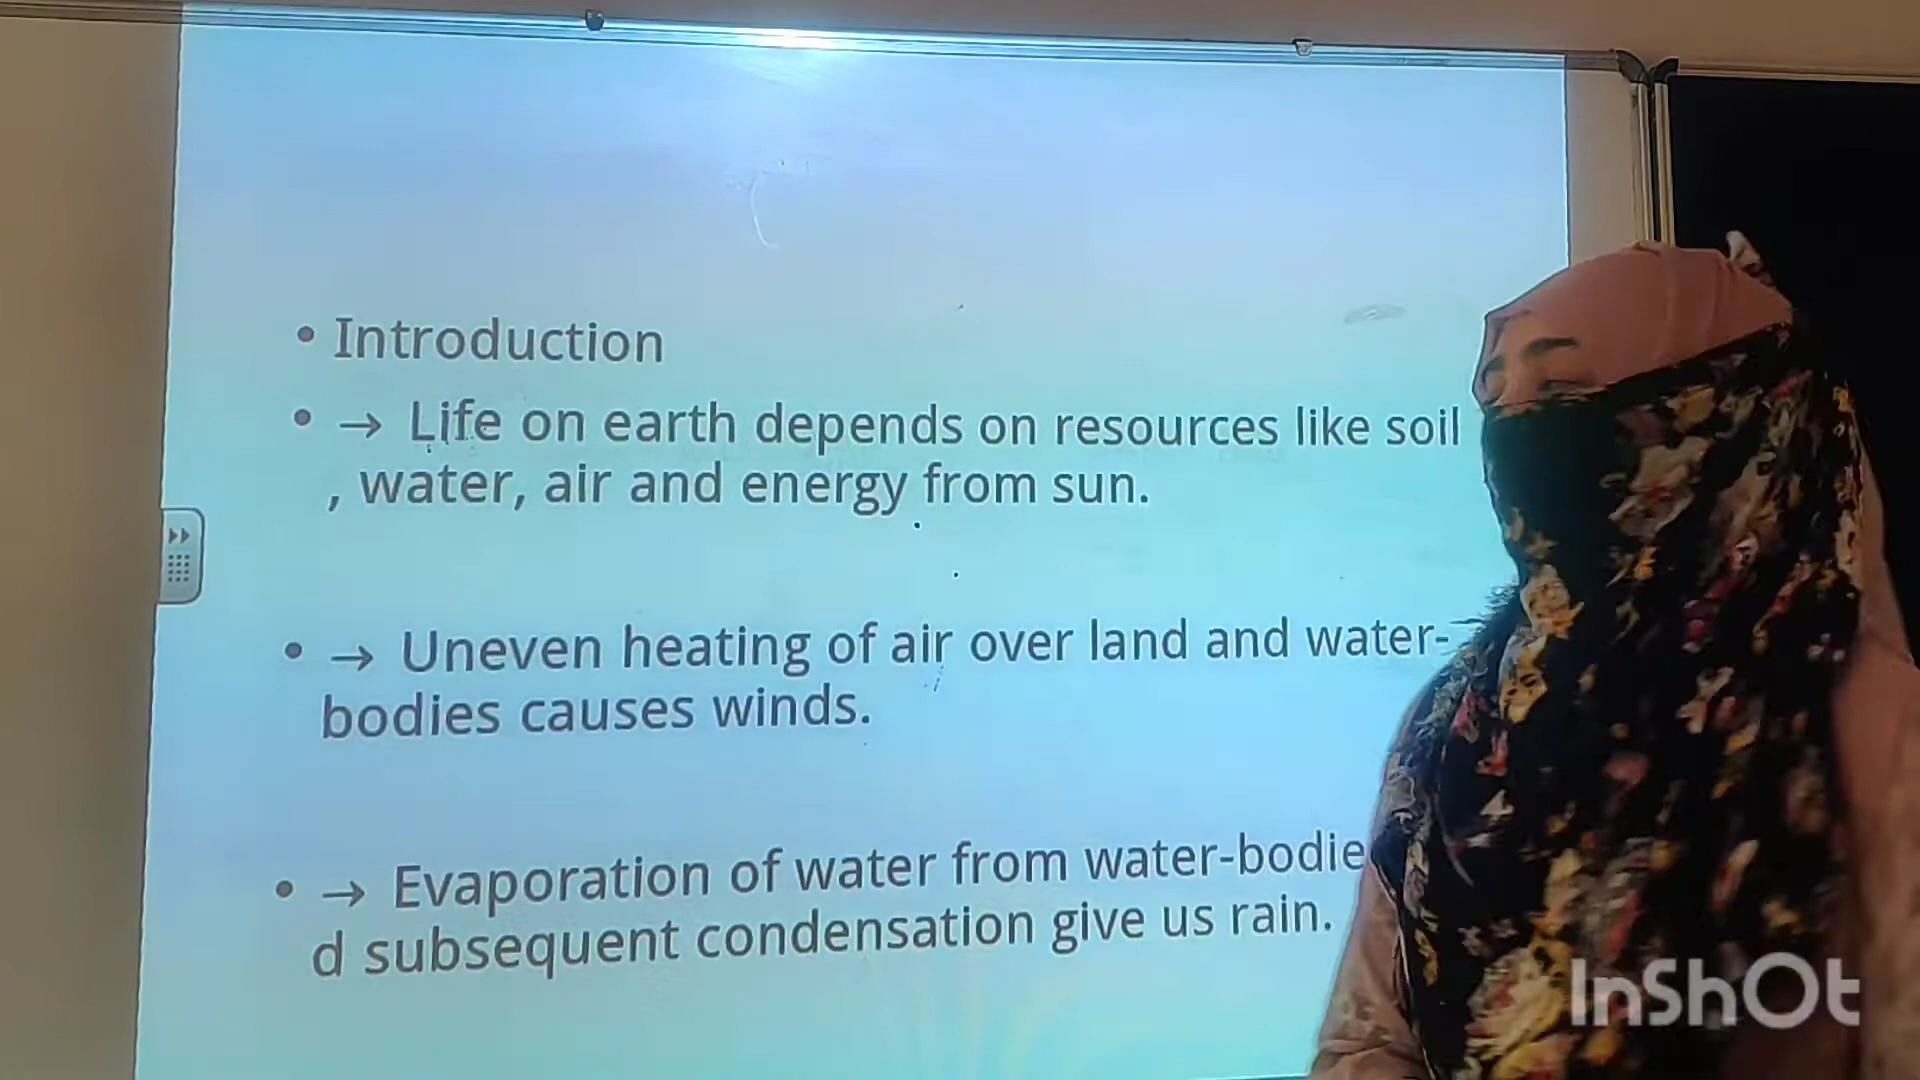 • Introduction
• → Life on earth depends on resources like soil
, water, air and energy from sun.
• → Uneven heating of air over land and water-
bodies causes winds.
• → Evaporation of water from water-bodie
d subsequent condensation give us rain.
InShOt